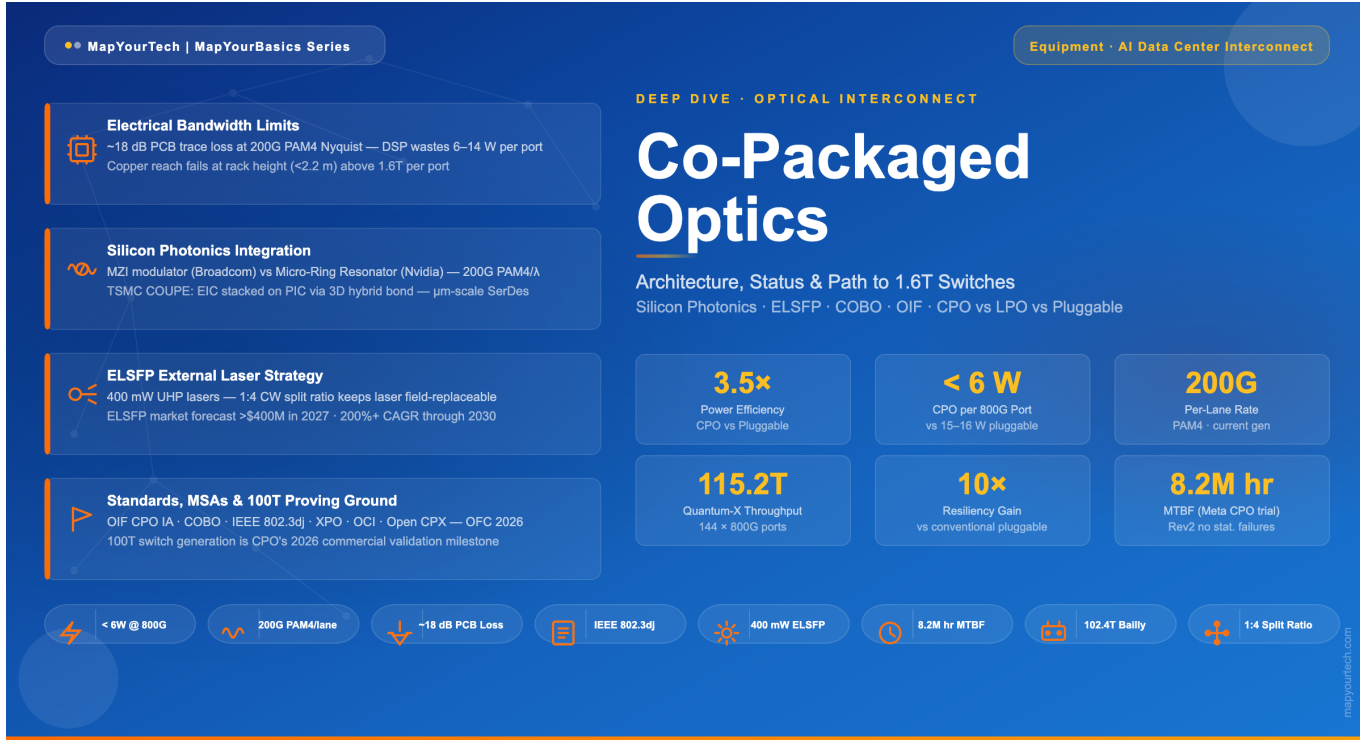 MapYourTech | MapYourBasics Series
Equipment · AI Data Center Interconnect
Electrical Bandwidth Limits
~18 dB PCB trace loss at 200G PAM4 Nyquist — DSP wastes 6–14 W per port
Copper reach fails at rack height (<2.2 m) above 1.6T per port
Silicon Photonics Integration
MZI modulator (Broadcom) vs Micro-Ring Resonator (Nvidia) — 200G PAM4/λ
TSMC COUPE: EIC stacked on PIC via 3D hybrid bond — μm-scale SerDes
ELSFP External Laser Strategy
400 mW UHP lasers — 1:4 CW split ratio keeps laser field-replaceable
ELSFP market forecast >$400M in 2027 · 200%+ CAGR through 2030
Standards, MSAs & 100T Proving Ground
OIF CPO IA · COBO · IEEE 802.3dj · XPO · OCI · Open CPX — OFC 2026
100T switch generation is CPO's 2026 commercial validation milestone
DEEP DIVE · OPTICAL INTERCONNECT
Co-Packaged
Optics
Architecture, Status & Path to 1.6T Switches
Silicon Photonics · ELSFP · COBO · OIF · CPO vs LPO vs Pluggable
3.5×
Power Efficiency
CPO vs Pluggable
< 6 W
CPO per 800G Port
vs 15–16 W pluggable
200G
Per-Lane Rate
PAM4 · current gen
115.2T
Quantum-X Throughput
144 × 800G ports
10×
Resiliency Gain
vs conventional pluggable
8.2M hr
MTBF (Meta CPO trial)
Rev2 no stat. failures
< 6W @ 800G
200G PAM4/lane
~18 dB PCB Loss
IEEE 802.3dj
400 mW ELSFP
8.2M hr MTBF
102.4T Bailly
1:4 Split Ratio
mapyourtech.com